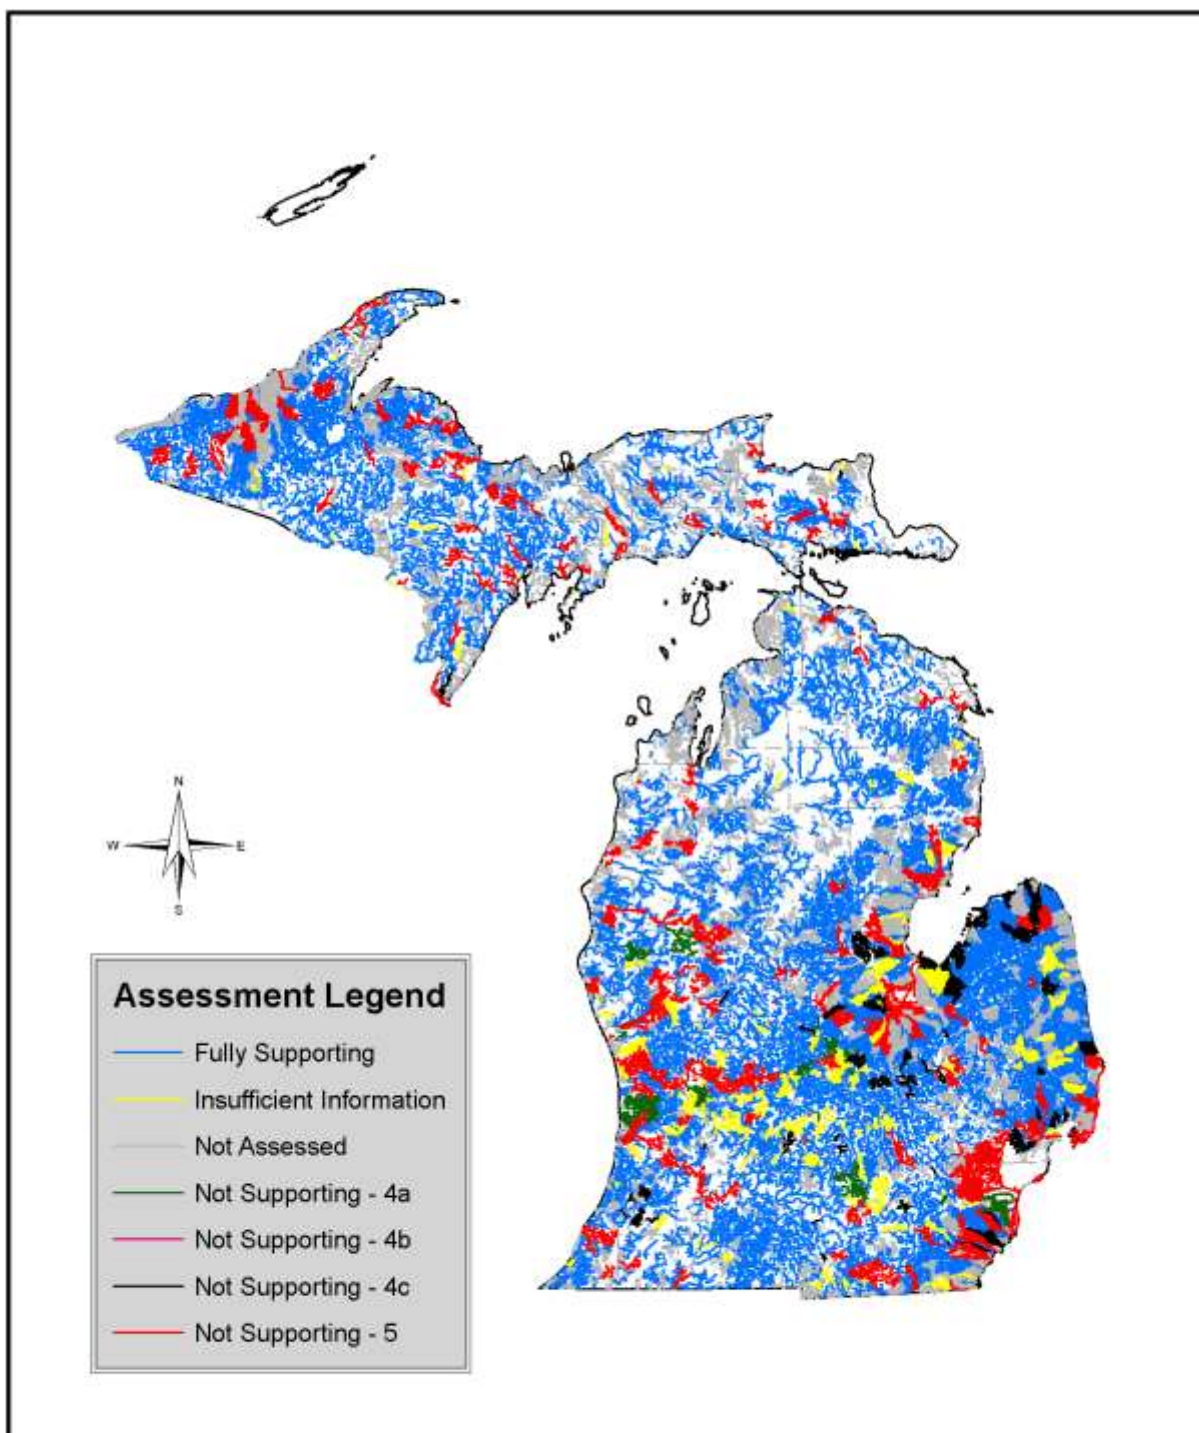 N
W E
S
Assessment Legend
Fully Supporting
Insufficient Information
Not Assessed
Not Supporting - 4a
Not Supporting - 4b
Not Supporting - 4c
Not Supporting - 5